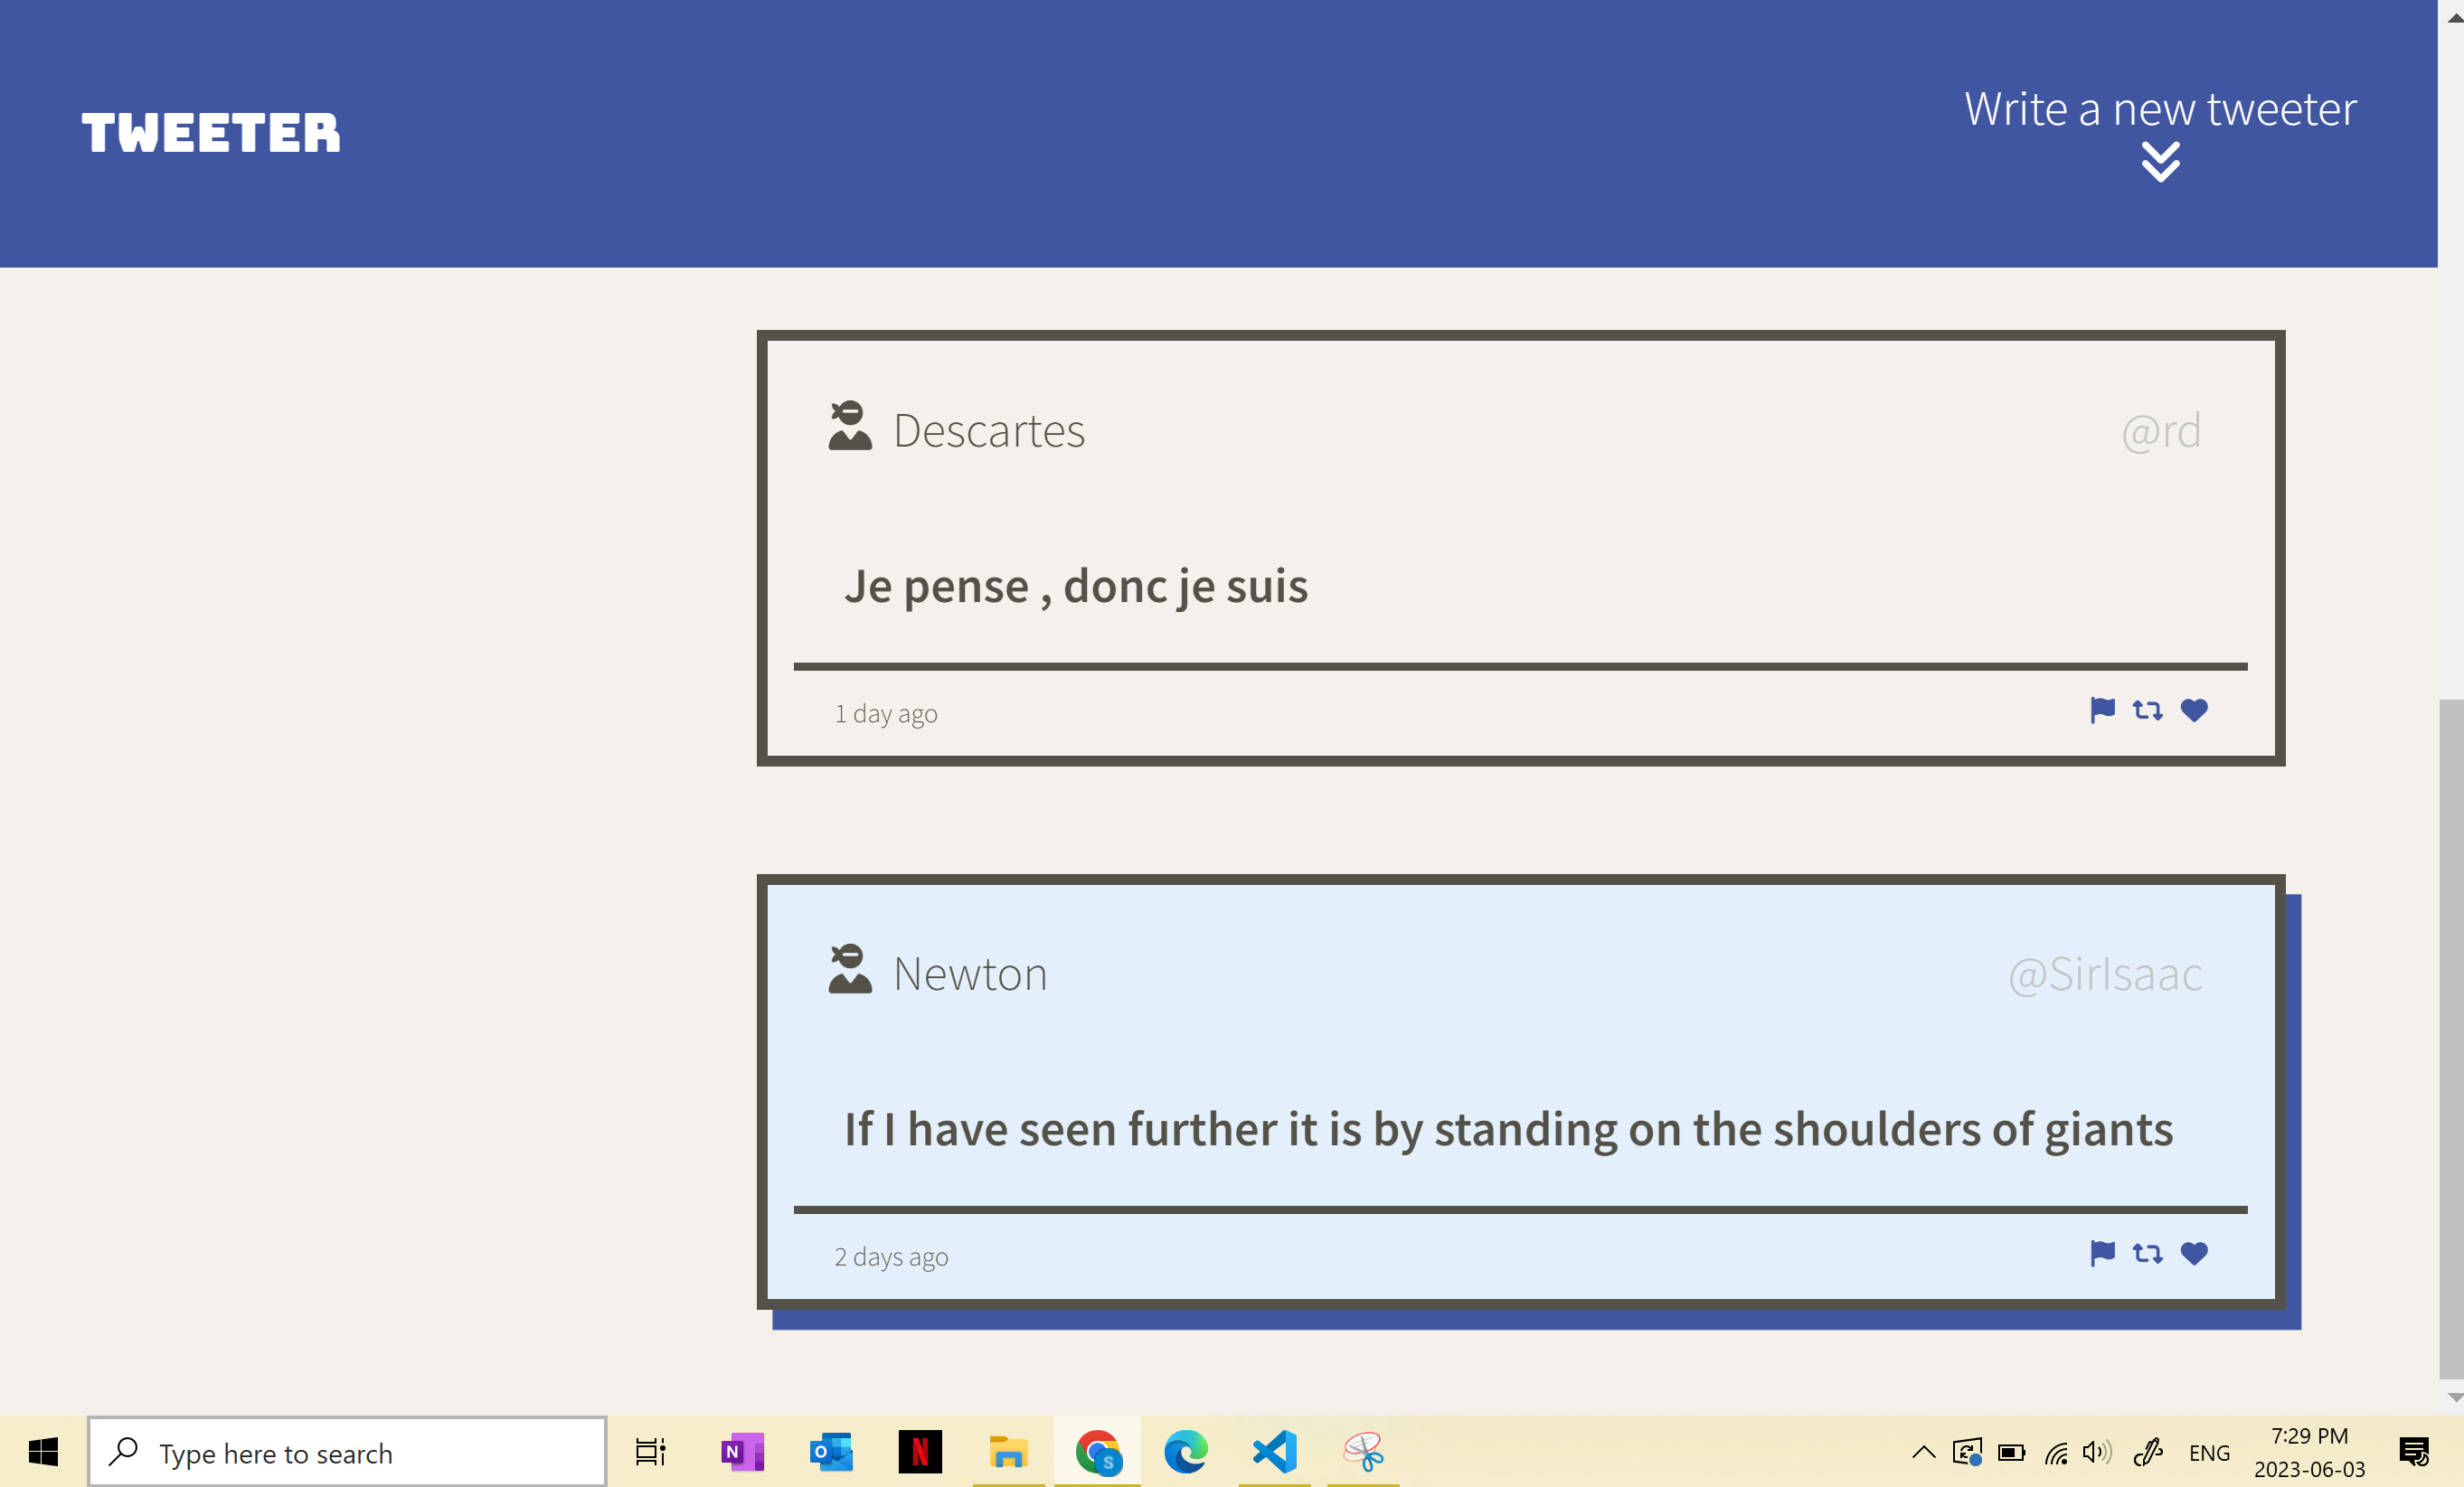 TWEETER
Write a new tweeter
Descartes @rd
Je pense , donc je suis
1 day ago
Newton @SirIsaac
If I have seen further it is by standing on the shoulders of giants
2 days ago
Type here to search
N
O
N
S
ENG
7:29 PM
2023-06-03